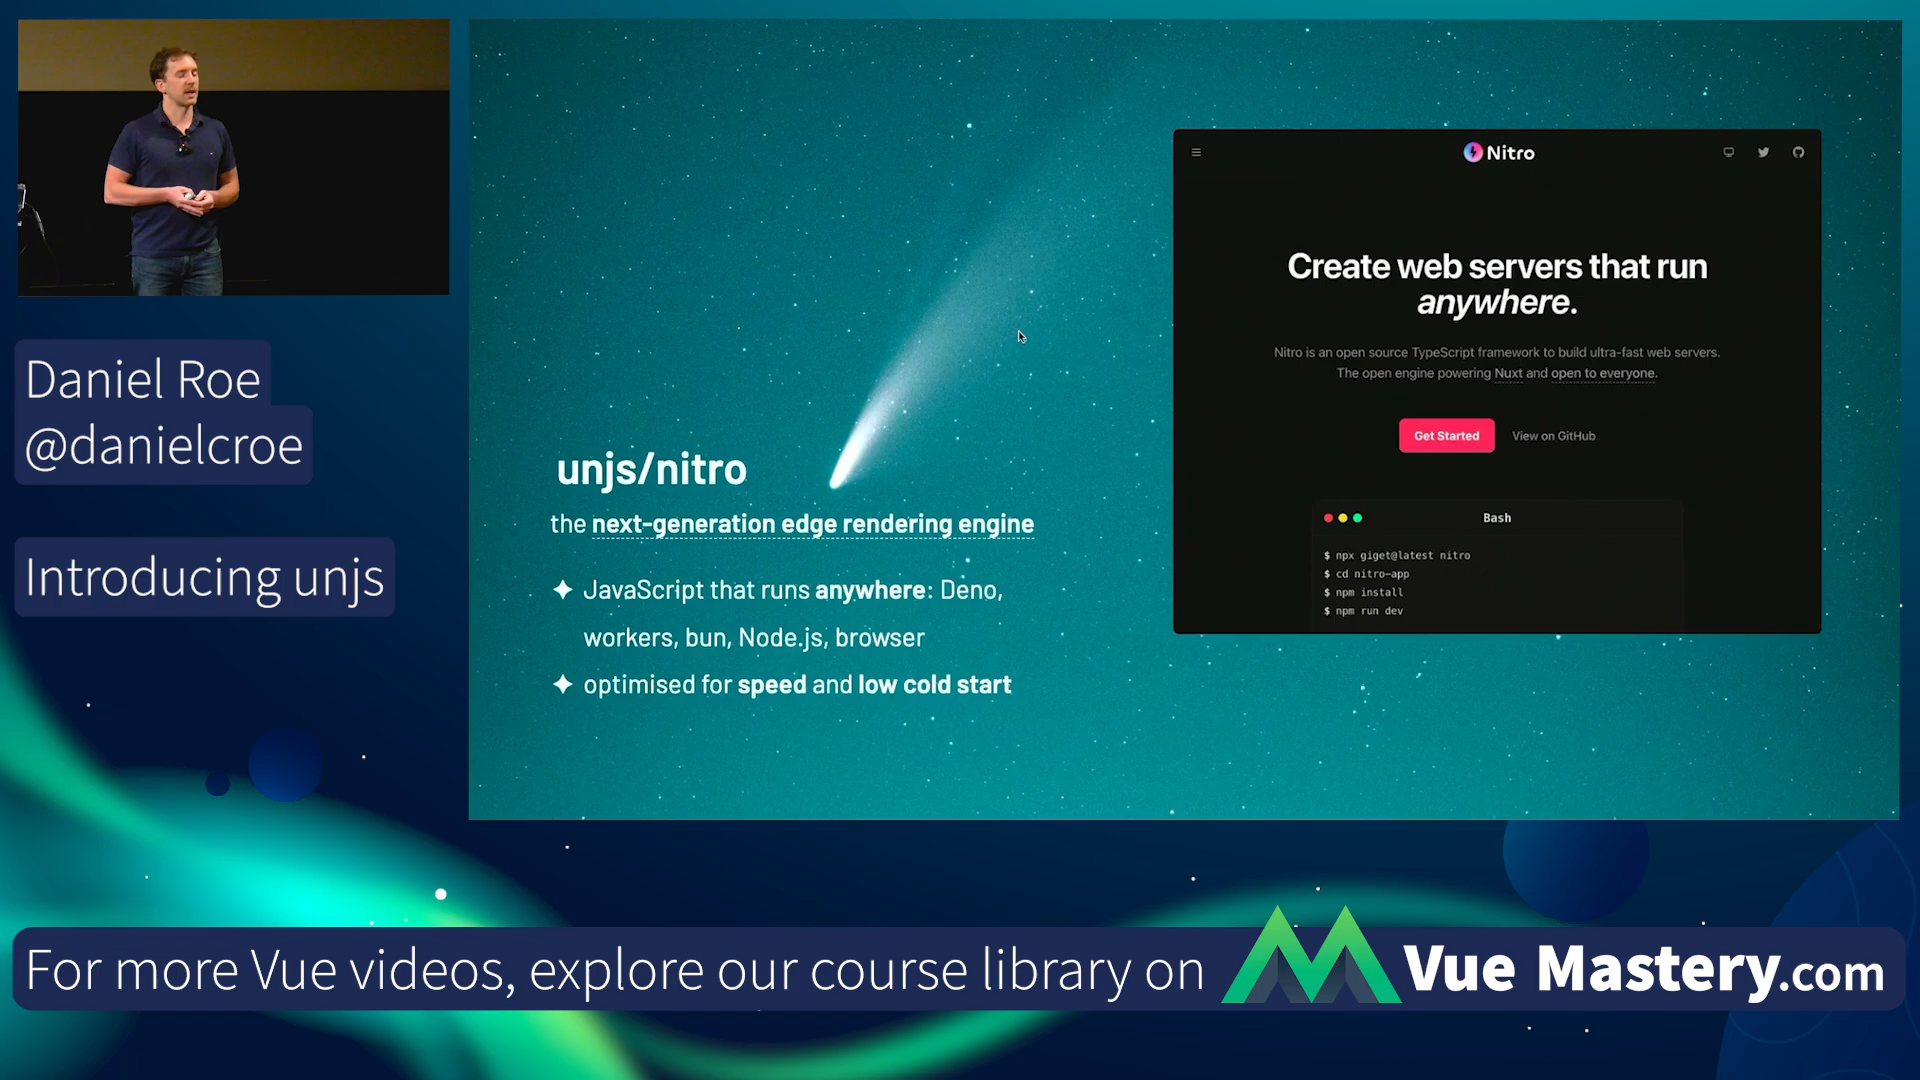 Daniel Roe
@danielcroe
Introducing unjs
unjs/nitro
the next-generation edge rendering engine
✦ JavaScript that runs anywhere: Deno,
workers, bun, Node.js, browser
✦ optimised for speed and low cold start
Nitro
Create web servers that run
anywhere.
Nitro is an open source TypeScript framework to build ultra-fast web servers.
The open engine powering Nuxt and open to everyone.
Get Started View on GitHub
Bash
$ npx giget@latest nitro
$ cd nitro-app
$ npm install
$ npm run dev
For more Vue videos, explore our course library on Vue Mastery.com